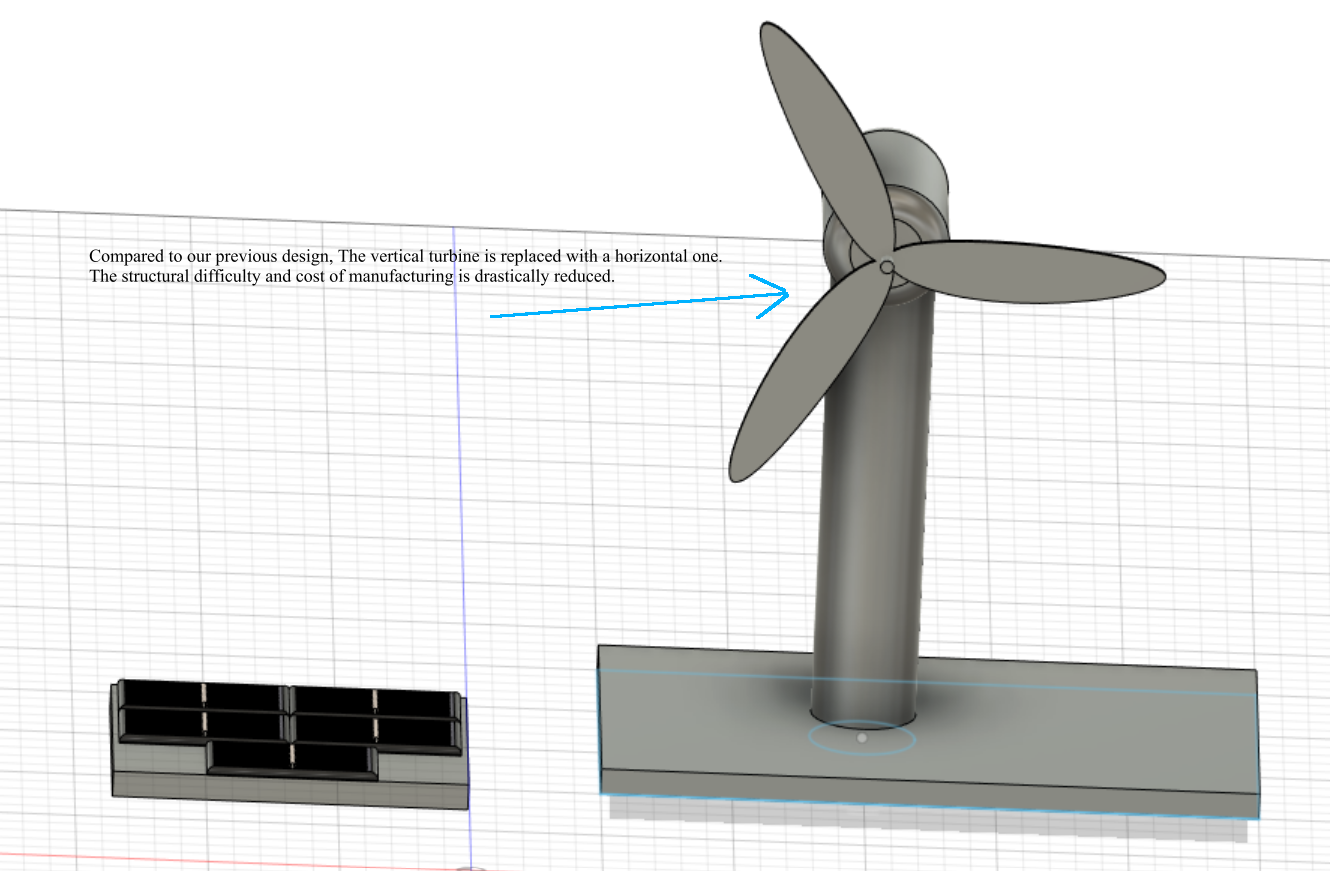 Compared to our previous design, The vertical turbine is replaced with a horizontal one.
The structural difficulty and cost of manufacturing is drastically reduced.